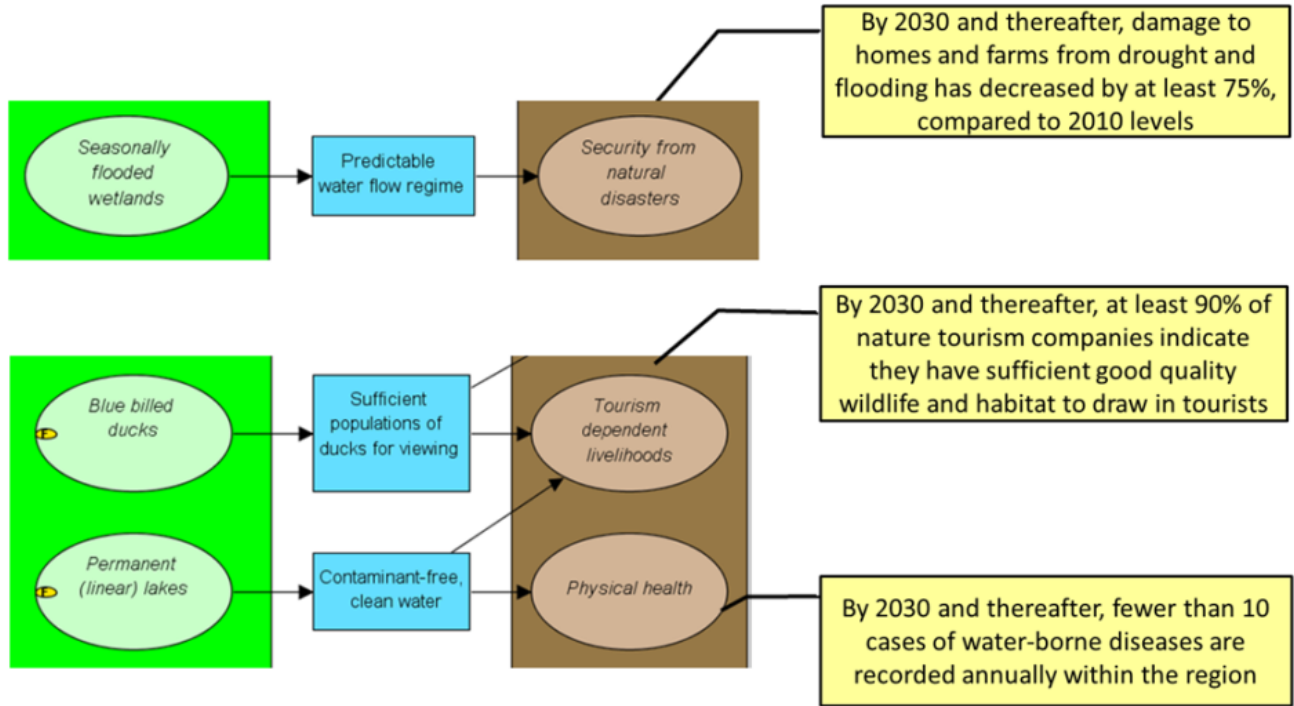 By 2030 and thereafter, damage to
homes and farms from drought and
flooding has decreased by at least 75%,
compared to 2010 levels
Seasonally
flooded
wetlands
Predictable
water flow regime
Security from
natural
disasters
By 2030 and thereafter, at least 90% of
nature tourism companies indicate
they have sufficient good quality
wildlife and habitat to draw in tourists
Blue billed
ducks
F
Sufficient
populations of
ducks for viewing
Tourism
dependent
livelihoods
Permanent
(linear) lakes
F
Contaminant-free,
clean water
Physical health
By 2030 and thereafter, fewer than 10
cases of water-borne diseases are
recorded annually within the region